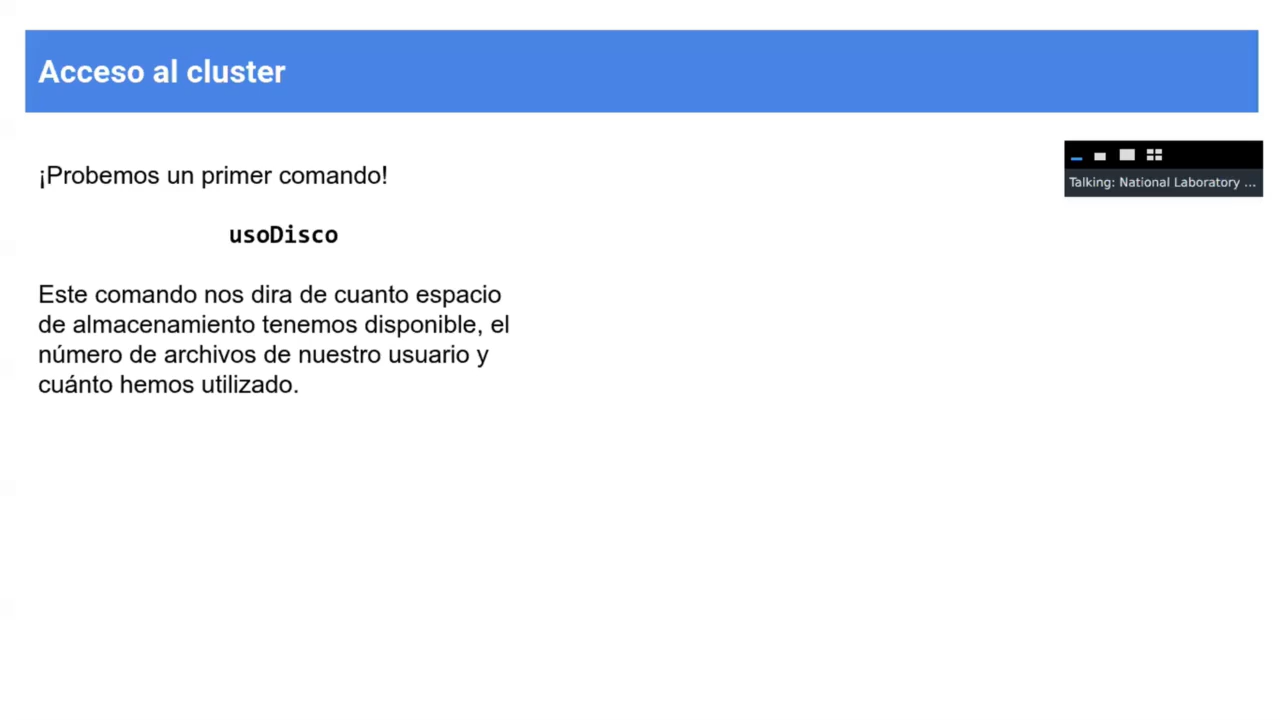 Acceso al cluster
¡Probemos un primer comando!
Talking: National Laboratory ...
usoDisco
Este comando nos dira de cuanto espacio
de almacenamiento tenemos disponible, el
número de archivos de nuestro usuario y
cuánto hemos utilizado.